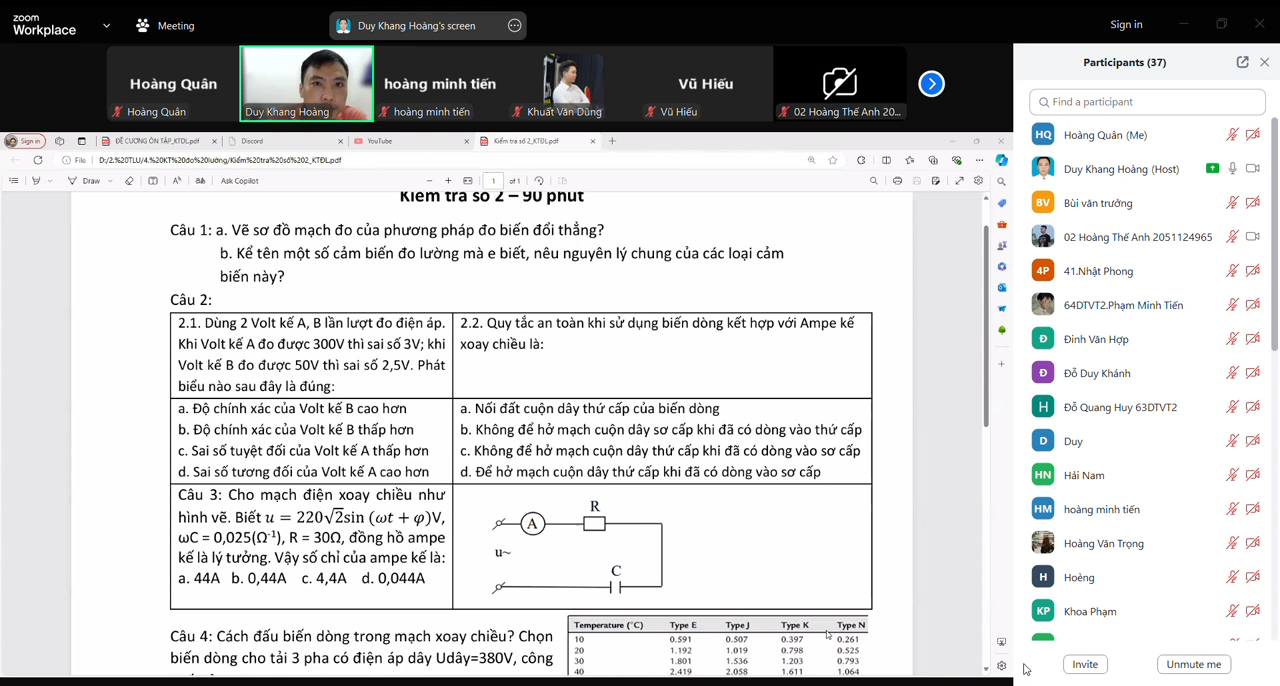 zoom
Workplace
Meeting
Duy Khang Hoàng's screen
Sign in
Hoàng Quân
Hoàng Quân
Duy Khang Hoàng
hoàng minh tiến
hoàng minh tiến
Khuất Văn Dũng
Vũ Hiếu
Vũ Hiếu
02 Hoàng Thế Anh 20...
Participants (37)
Find a participant
HQ Hoàng Quân (Me)
Duy Khang Hoàng (Host)
BV Bùi văn trưởng
02 Hoàng Thế Anh 2051124965
4P 41.Nhật Phong
64DTVT2.Phạm Minh Tiến
Đ Đinh Văn Hợp
Đ Đỗ Duy Khánh
H Đỗ Quang Huy 63DTVT2
D Duy
HN Hải Nam
HM hoàng minh tiến
Hoàng Văn Trọng
H Hoèng
KP Khoa Phạm
Invite
Unmute me
Sign in
ĐỀ CƯƠNG ÔN TẬP_KTDL.pdf
Discord
YouTube
Kiểm tra số 2_KTĐL.pdf
File
D:/2.%20TLU/4.%20KT%20đo%20lường/Kiểm%20tra%20số%202_KTĐL.pdf
Draw
Ask Copilot
1 of 1
Kiểm tra số 2 – 90 phút
Câu 1: a. Vẽ sơ đồ mạch đo của phương pháp đo biến đổi thẳng?
b. Kể tên một số cảm biến đo lường mà e biết, nêu nguyên lý chung của các loại cảm
biến này?
Câu 2:
2.1. Dùng 2 Volt kế A, B lần lượt đo điện áp.
Khi Volt kế A đo được 300V thì sai số 3V; khi
Volt kế B đo được 50V thì sai số 2,5V. Phát
biểu nào sau đây là đúng:
2.2. Quy tắc an toàn khi sử dụng biến dòng kết hợp với Ampe kế
xoay chiều là:
a. Độ chính xác của Volt kế B cao hơn
b. Độ chính xác của Volt kế B thấp hơn
c. Sai số tuyệt đối của Volt kế A thấp hơn
d. Sai số tương đối của Volt kế A cao hơn
a. Nối đất cuộn dây thứ cấp của biến dòng
b. Không để hở mạch cuộn dây sơ cấp khi đã có dòng vào thứ cấp
c. Không để hở mạch cuộn dây thứ cấp khi đã có dòng vào sơ cấp
d. Để hở mạch cuộn dây thứ cấp khi đã có dòng vào sơ cấp
Câu 3: Cho mạch điện xoay chiều như
hình vẽ. Biết u = 220√2sin (ωt + φ)V,
ωC = 0,025(Ω⁻¹), R = 30Ω, đồng hồ ampe
kế là lý tưởng. Vậy số chỉ của ampe kế là:
a. 44A b. 0,44A c. 4,4A d. 0,044A
R
A
u~
C
Câu 4: Cách đấu biến dòng trong mạch xoay chiều? Chọn
biến dòng cho tải 3 pha có điện áp dây Udây=380V, công
Temperature (°C) Type E Type J Type K Type N
10 0.591 0.507 0.397 0.261
20 1.192 1.019 0.798 0.525
30 1.801 1.536 1.203 0.793
40 2.419 2.058 1.611 1.064